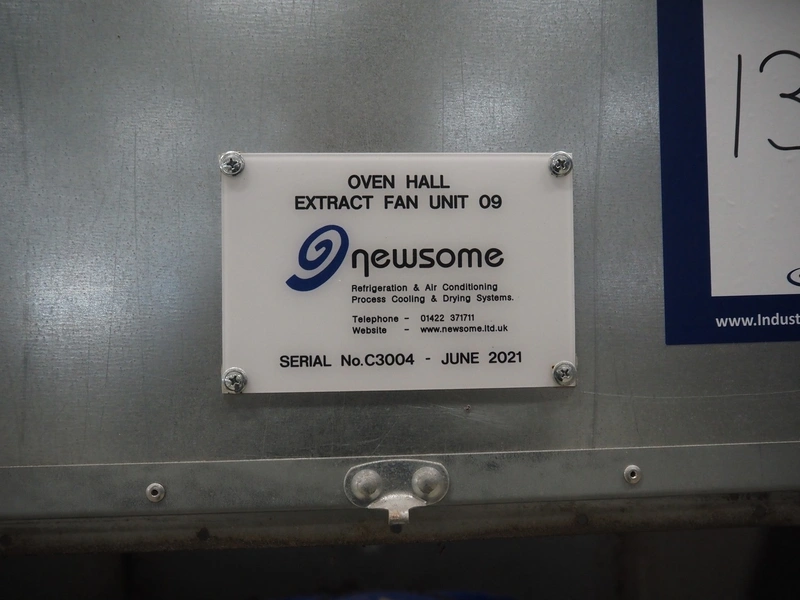 OVEN HALL
EXTRACT FAN UNIT 09
newsome
Refrigeration & Air Conditioning
Process Cooling & Drying Systems.
Telephone - 01422 371711
Website - www.newsome.ltd.uk
SERIAL No.C3004 - JUNE 2021
13
www.Indust